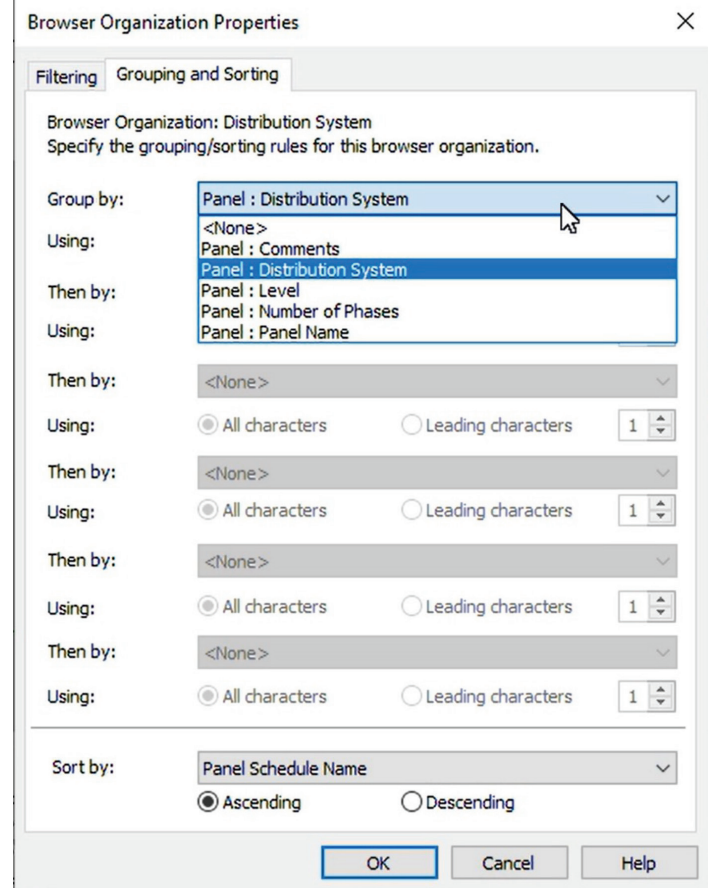 Browser Organization Properties
Filtering Grouping and Sorting
Browser Organization: Distribution System
Specify the grouping/sorting rules for this browser organization.
Group by: Panel : Distribution System
Using: <None>
Panel : Comments
Panel : Distribution System
Then by: Panel : Level
Panel : Number of Phases
Using: Panel : Panel Name
Then by: <None>
Using: All characters Leading characters 1
Then by: <None>
Using: All characters Leading characters 1
Then by: <None>
Using: All characters Leading characters 1
Then by: <None>
Using: All characters Leading characters 1
Sort by: Panel Schedule Name
Ascending Descending
OK Cancel Help